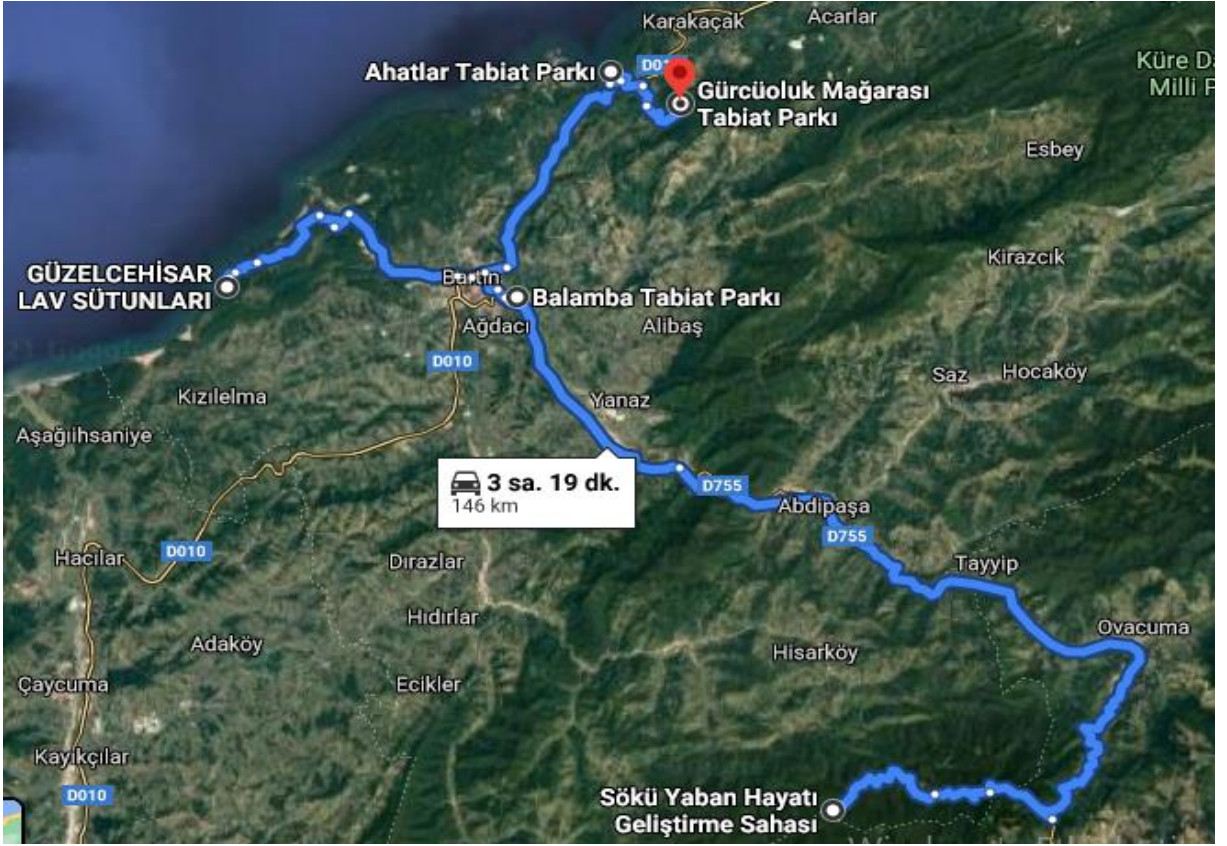 Karakaçak
Acarlar
Ahatlar Tabiat Parkı
Gürcüoluk Mağarası
Tabiat Parkı
Küre Da
Milli P
Esbey
Kirazcık
GÜZELCEHİSAR
LAV SÜTUNLARI
Bartın
Balamba Tabiat Parkı
Ağdacı
Alibaş
D010
Saz
Hocaköy
Kızılelma
Yanaz
Aşağıihsaniye
3 sa. 19 dk.
146 km
D755
Abdipaşa
D755
Hacılar
D010
Dırazlar
Tayyip
Hıdırlar
Ovacuma
Adaköy
Hisarköy
Çaycuma
Ecikler
Kayıkçılar
D010
Sökü Yaban Hayatı
Geliştirme Sahası